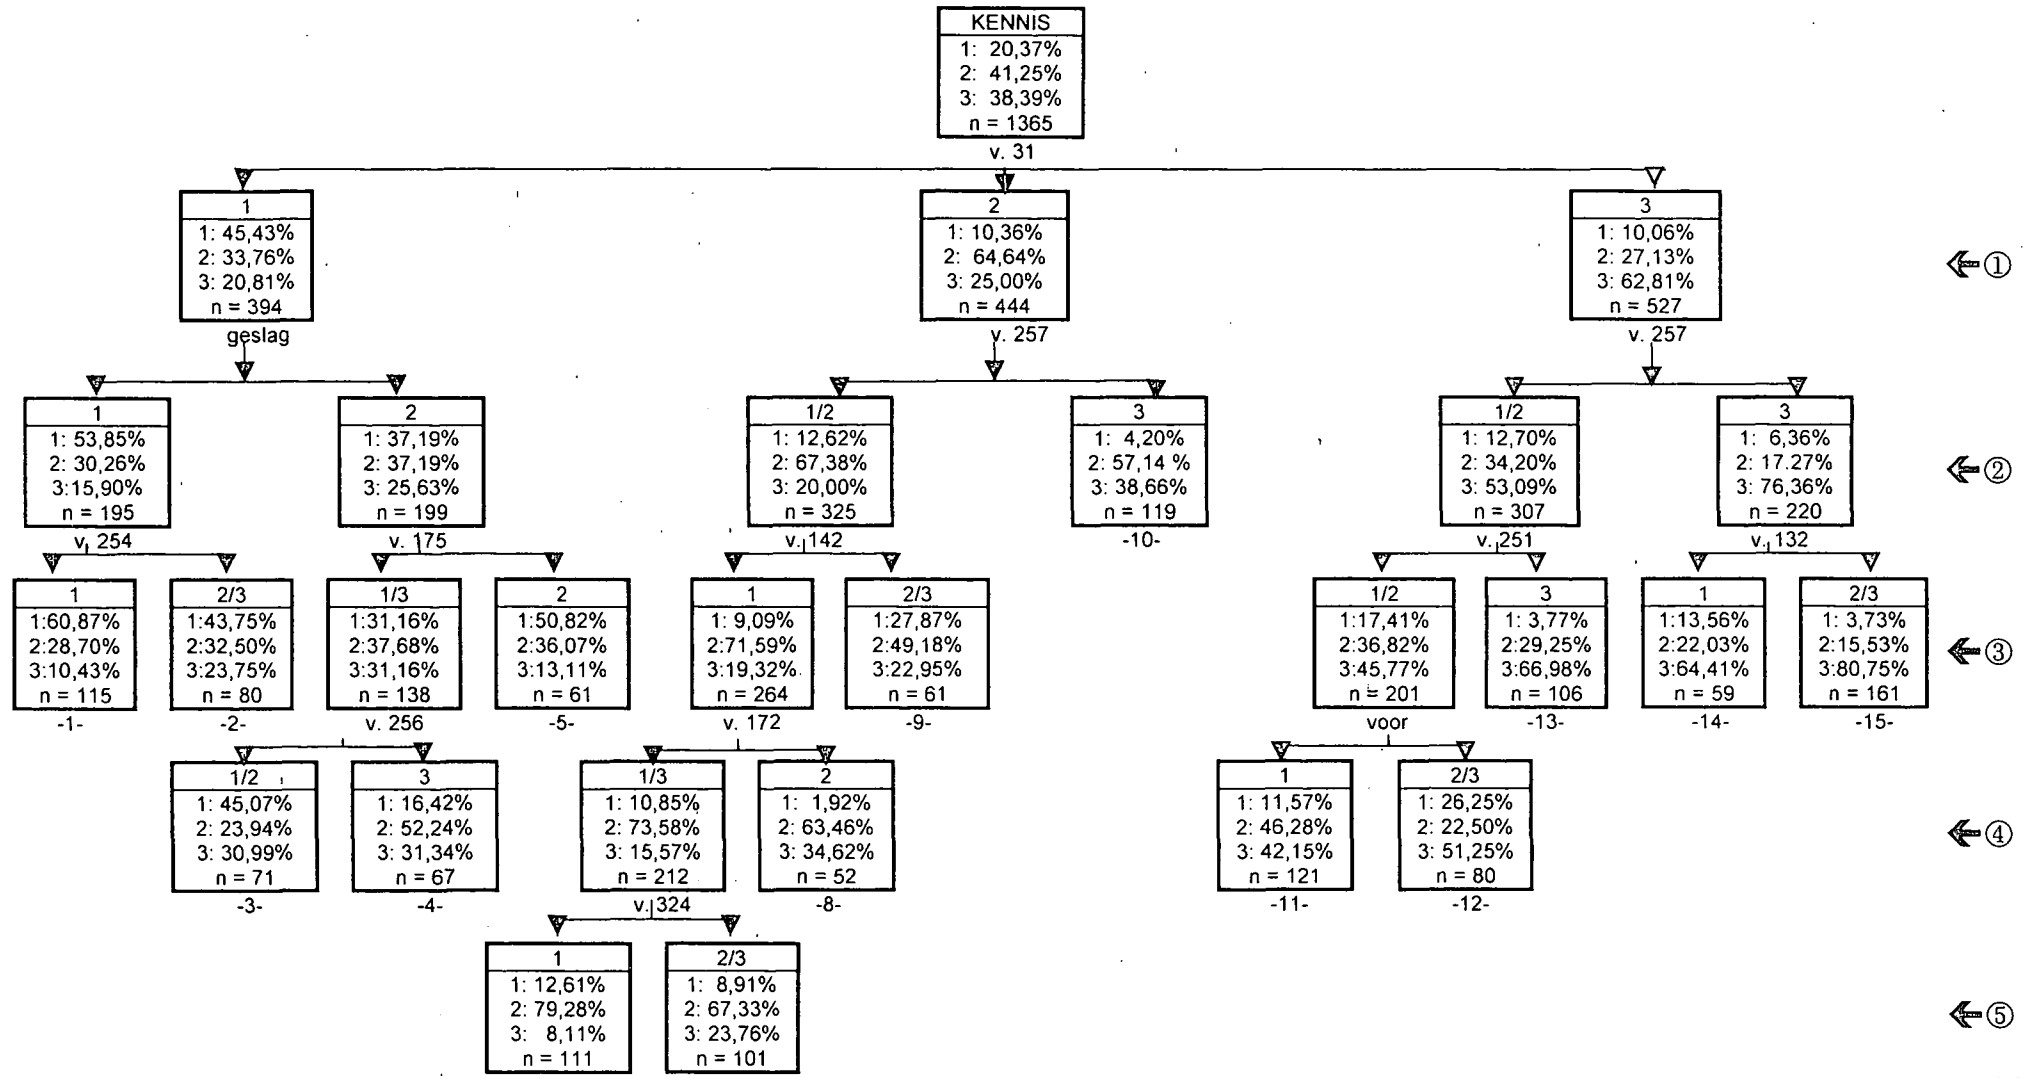 KENNIS
1: 20,37%
2: 41,25%
3: 38,39%
n = 1365
v. 31
1
1: 45,43%
2: 33,76%
3: 20,81%
n = 394
geslag
2
1: 10,36%
2: 64,64%
3: 25,00%
n = 444
v. 257
3
1: 10,06%
2: 27,13%
3: 62,81%
n = 527
v. 257
①
1
1: 53,85%
2: 30,26%
3:15,90%
n = 195
v. 254
2
1: 37,19%
2: 37,19%
3: 25,63%
n = 199
v. 175
1/2
1: 12,62%
2: 67,38%
3: 20,00%
n = 325
v. 142
3
1: 4,20%
2: 57,14 %
3: 38,66%
n = 119
-10-
1/2
1: 12,70%
2: 34,20%
3: 53,09%
n = 307
v. 251
3
1: 6,36%
2: 17.27%
3: 76,36%
n = 220
v. 132
②
1
1:60,87%
2:28,70%
3:10,43%
n = 115
-1-
2/3
1:43,75%
2:32,50%
3:23,75%
n = 80
-2-
1/3
1:31,16%
2:37,68%
3:31,16%
n = 138
v. 256
2
1:50,82%
2:36,07%
3:13,11%
n = 61
-5-
1
1: 9,09%
2:71,59%
3:19,32%
n = 264
v. 172
2/3
1:27,87%
2:49,18%
3:22,95%
n = 61
-9-
1/2
1:17,41%
2:36,82%
3:45,77%
n = 201
voor
3
1: 3,77%
2:29,25%
3:66,98%
n = 106
-13-
1
1:13,56%
2:22,03%
3:64,41%
n = 59
-14-
2/3
1: 3,73%
2:15,53%
3:80,75%
n = 161
-15-
③
1/2
1: 45,07%
2: 23,94%
3: 30,99%
n = 71
-3-
3
1: 16,42%
2: 52,24%
3: 31,34%
n = 67
-4-
1/3
1: 10,85%
2: 73,58%
3: 15,57%
n = 212
v. 324
2
1: 1,92%
2: 63,46%
3: 34,62%
n = 52
-8-
1
1: 11,57%
2: 46,28%
3: 42,15%
n = 121
-11-
2/3
1: 26,25%
2: 22,50%
3: 51,25%
n = 80
-12-
④
1
1: 12,61%
2: 79,28%
3: 8,11%
n = 111
2/3
1: 8,91%
2: 67,33%
3: 23,76%
n = 101
⑤